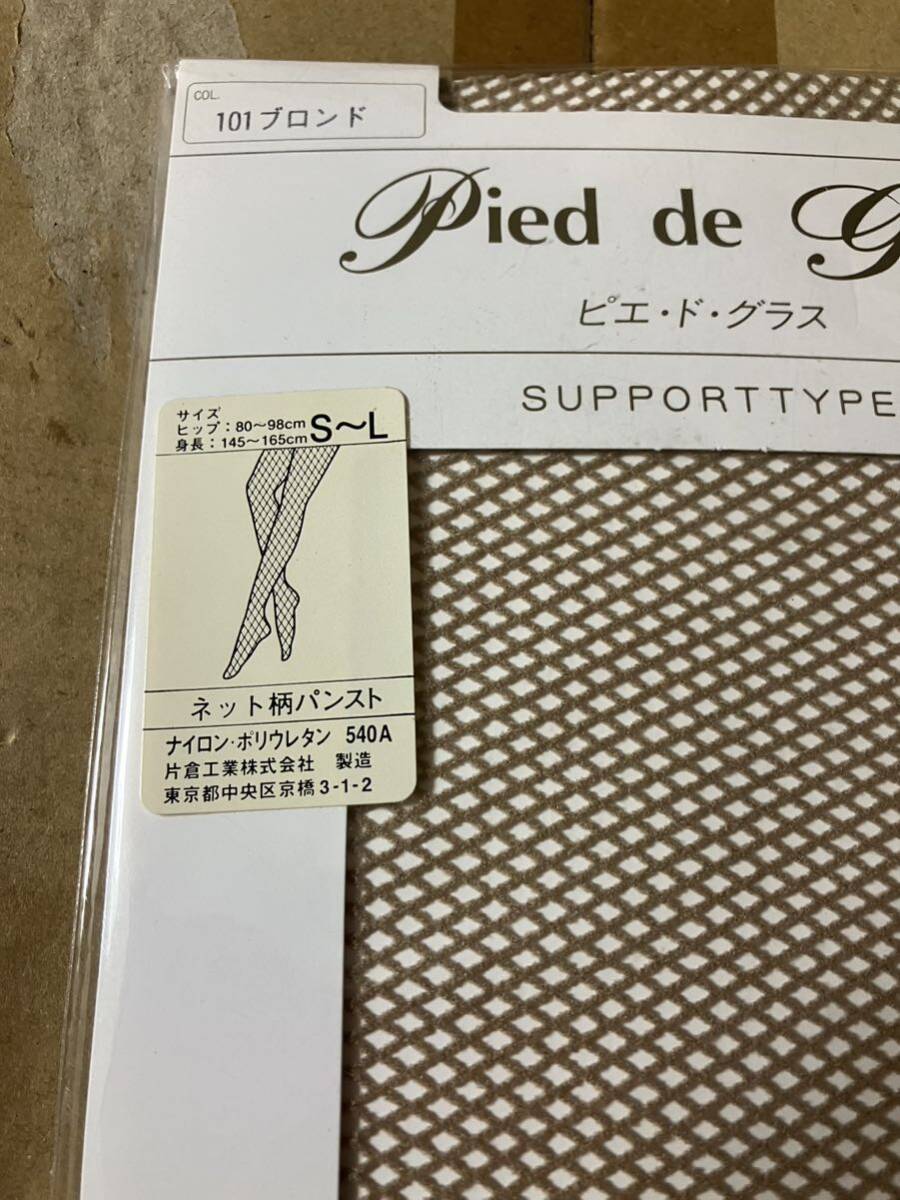 COL.
101ブロンド
Pied de G
ピエ・ド・グラス
SUPPORTTYPE
サイズ
ヒップ：80〜98cm
身長：145〜165cm S〜L
ネット柄パンスト
ナイロン・ポリウレタン 540A
片倉工業株式会社 製造
東京都中央区京橋3-1-2